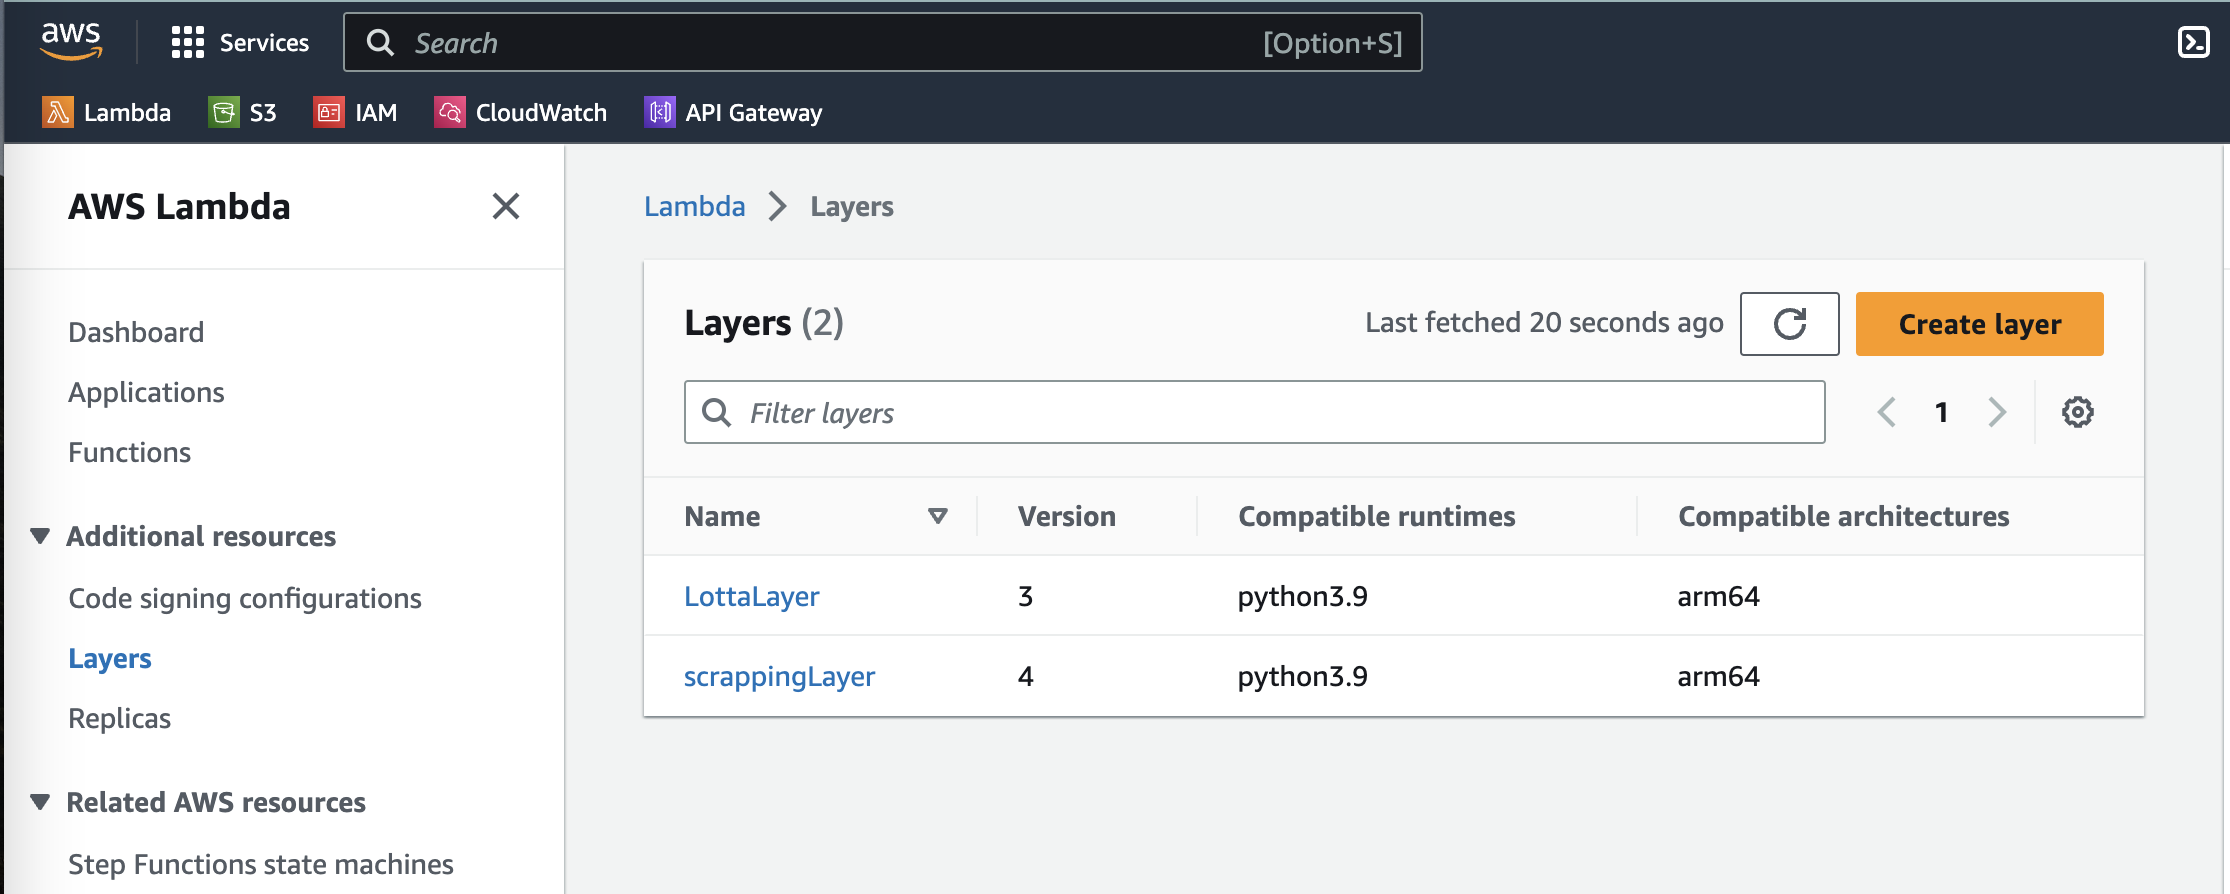 aws Services Search [Option+S]
Lambda S3 IAM CloudWatch API Gateway
AWS Lambda
Dashboard
Applications
Functions
Additional resources
Code signing configurations
Layers
Replicas
Related AWS resources
Step Functions state machines
Lambda Layers
Layers (2) Last fetched 20 seconds ago Create layer
Filter layers 1
Name Version Compatible runtimes Compatible architectures
LottaLayer 3 python3.9 arm64
scrappingLayer 4 python3.9 arm64